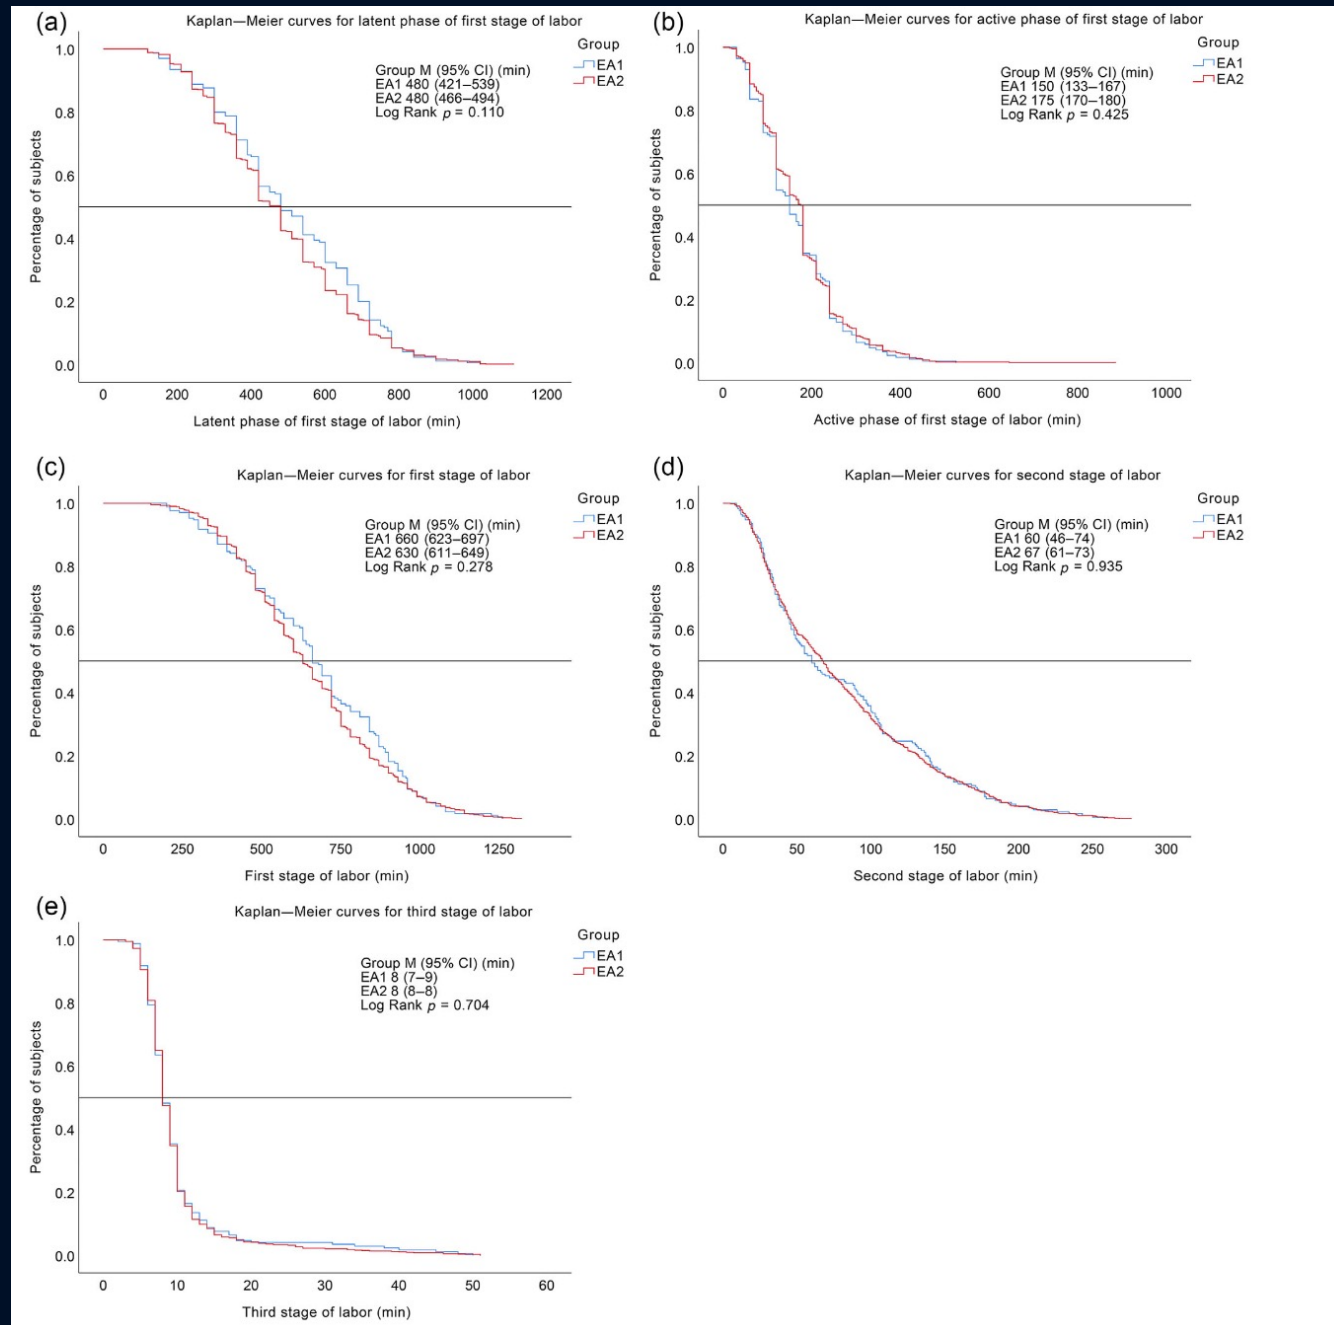 (a)
Kaplan—Meier curves for latent phase of first stage of labor
Group
EA1
EA2
Group M (95% CI) (min)
EA1 480 (421–539)
EA2 480 (466–494)
Log Rank p = 0.110
Percentage of subjects
1.0
0.8
0.6
0.4
0.2
0.0
0 200 400 600 800 1000 1200
Latent phase of first stage of labor (min)
(b)
Kaplan—Meier curves for active phase of first stage of labor
Group
EA1
EA2
Group M (95% CI) (min)
EA1 150 (133–167)
EA2 175 (170–180)
Log Rank p = 0.425
Percentage of subjects
1.0
0.8
0.6
0.4
0.2
0.0
0 200 400 600 800 1000
Active phase of first stage of labor (min)
(c)
Kaplan—Meier curves for first stage of labor
Group
EA1
EA2
Group M (95% CI) (min)
EA1 660 (623–697)
EA2 630 (611–649)
Log Rank p = 0.278
Percentage of subjects
1.0
0.8
0.6
0.4
0.2
0.0
0 250 500 750 1000 1250
First stage of labor (min)
(d)
Kaplan—Meier curves for second stage of labor
Group
EA1
EA2
Group M (95% CI) (min)
EA1 60 (46–74)
EA2 67 (61–73)
Log Rank p = 0.935
Percentage of subjects
1.0
0.8
0.6
0.4
0.2
0.0
0 50 100 150 200 250 300
Second stage of labor (min)
(e)
Kaplan—Meier curves for third stage of labor
Group
EA1
EA2
Group M (95% CI) (min)
EA1 8 (7–9)
EA2 8 (8–8)
Log Rank p = 0.704
Percentage of subjects
1.0
0.8
0.6
0.4
0.2
0.0
0 10 20 30 40 50 60
Third stage of labor (min)